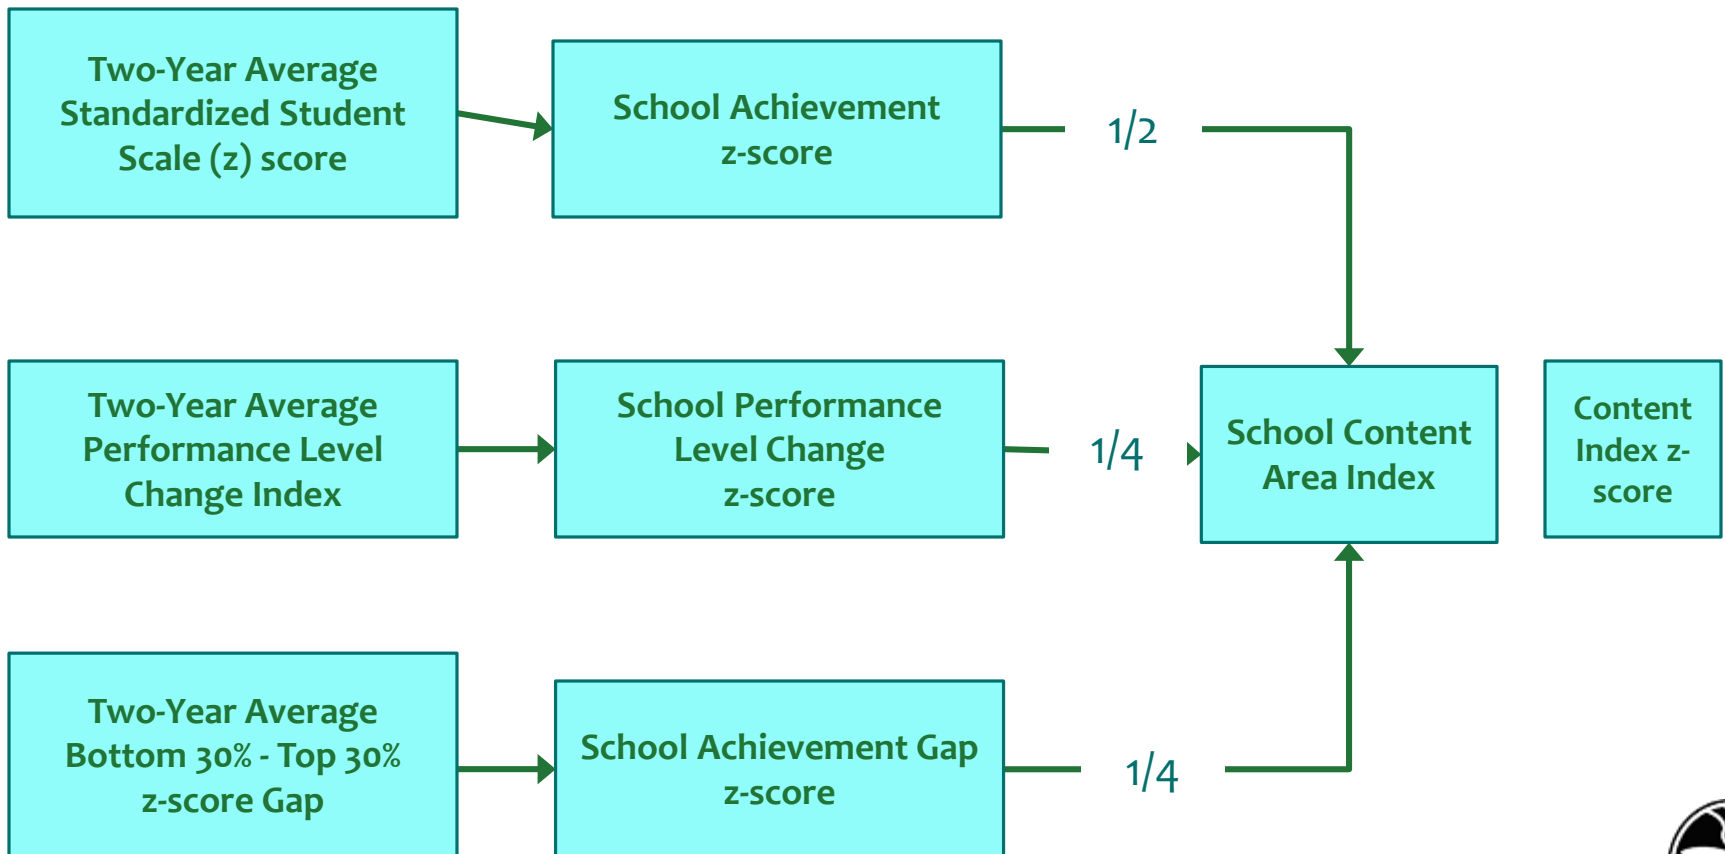 Two-Year Average
Standardized Student
Scale (z) score
School Achievement
z-score
1/2
Two-Year Average
Performance Level
Change Index
School Performance
Level Change
z-score
1/4
School Content
Area Index
Content
Index z-
score
Two-Year Average
Bottom 30% - Top 30%
z-score Gap
School Achievement Gap
z-score
1/4